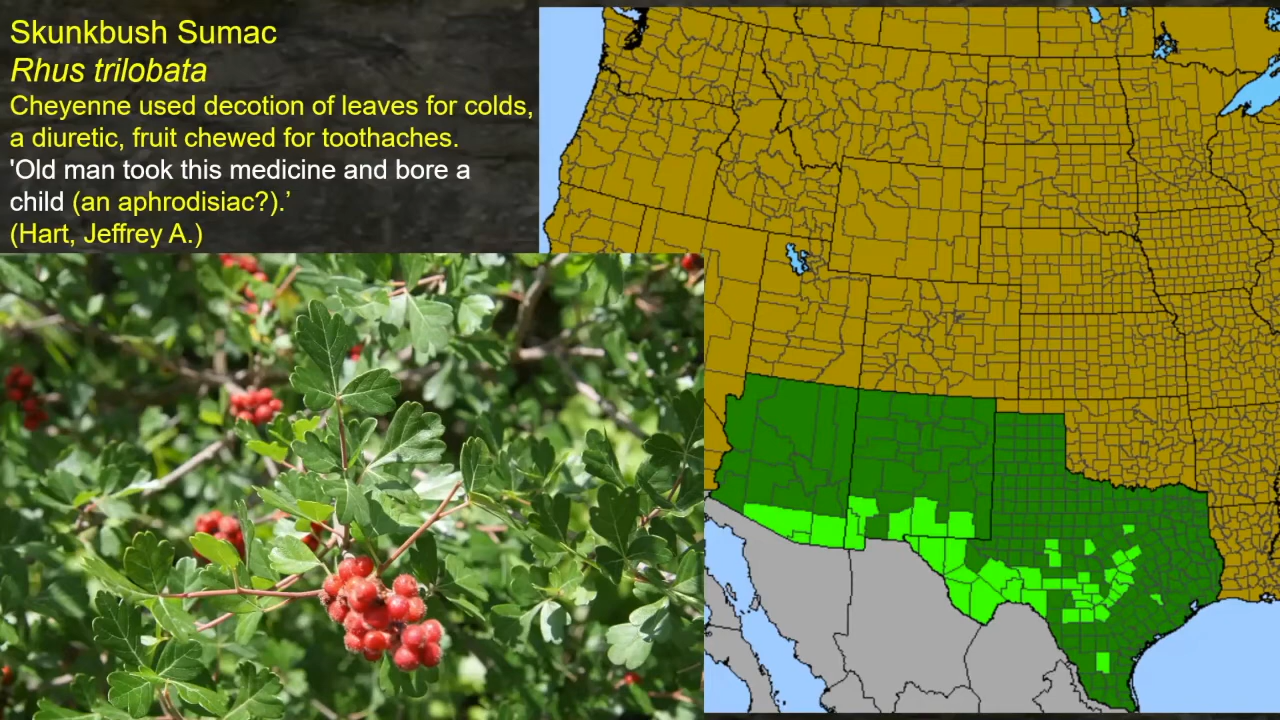 Skunkbush Sumac
Rhus trilobata
Cheyenne used decotion of leaves for colds,
a diuretic, fruit chewed for toothaches.
'Old man took this medicine and bore a
child (an aphrodisiac?).’
(Hart, Jeffrey A.)